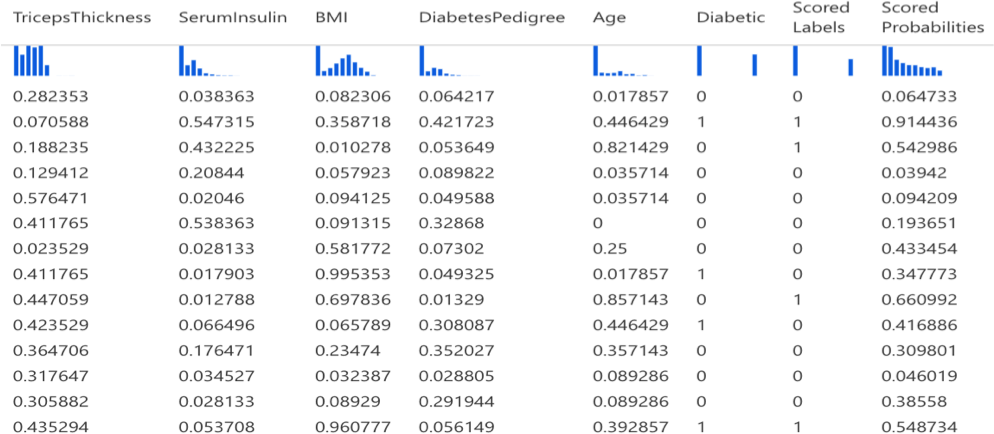 TricepsThickness SerumInsulin BMI DiabetesPedigree Age Diabetic Scored Labels Scored Probabilities
0.282353 0.038363 0.082306 0.064217 0.017857 0 0 0.064733
0.070588 0.547315 0.358718 0.421723 0.446429 1 1 0.914436
0.188235 0.432225 0.010278 0.053649 0.821429 0 1 0.542986
0.129412 0.20844 0.057923 0.089822 0.035714 0 0 0.03942
0.576471 0.02046 0.094125 0.049588 0.035714 0 0 0.094209
0.411765 0.538363 0.091315 0.32868 0 0 0 0.193651
0.023529 0.028133 0.581772 0.07302 0.25 0 0 0.433454
0.411765 0.017903 0.995353 0.049325 0.017857 1 0 0.347773
0.447059 0.012788 0.697836 0.01329 0.857143 0 1 0.660992
0.423529 0.066496 0.065789 0.308087 0.446429 1 0 0.416886
0.364706 0.176471 0.23474 0.352027 0.357143 0 0 0.309801
0.317647 0.034527 0.032387 0.028805 0.089286 0 0 0.046019
0.305882 0.028133 0.08929 0.291944 0.089286 0 0 0.38558
0.435294 0.053708 0.960777 0.056149 0.392857 1 1 0.548734